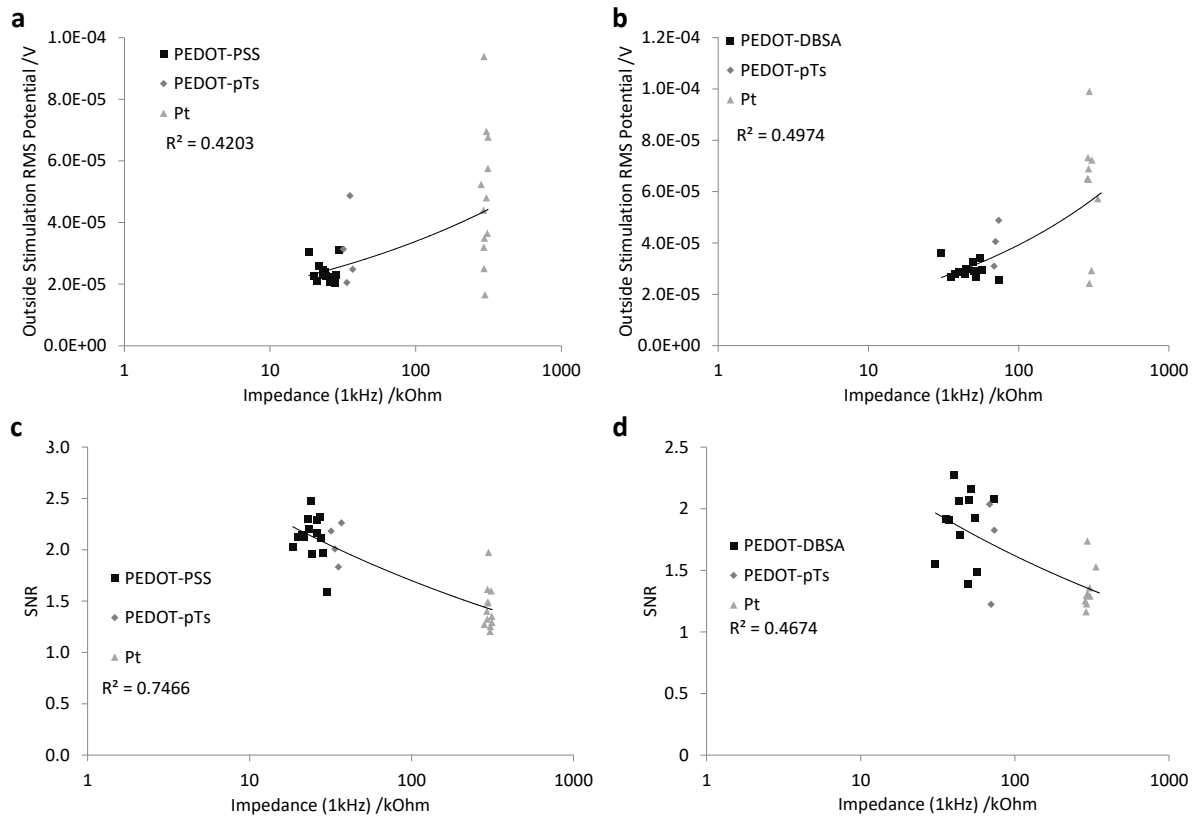 a
Outside Stimulation RMS Potential /V
1.0E-04
8.0E-05
6.0E-05
4.0E-05
2.0E-05
0.0E+00
PEDOT-PSS
PEDOT-pTs
Pt
R² = 0.4203
1 10 100 1000
Impedance (1kHz) /kOhm
b
Outside Stimulation RMS Potential /V
1.2E-04
1.0E-04
8.0E-05
6.0E-05
4.0E-05
2.0E-05
0.0E+00
PEDOT-DBSA
PEDOT-pTs
Pt
R² = 0.4974
1 10 100 1000
Impedance (1kHz) /kOhm
c
SNR
3.0
2.5
2.0
1.5
1.0
0.5
0.0
PEDOT-PSS
PEDOT-pTs
Pt
R² = 0.7466
1 10 100 1000
Impedance (1kHz) /kOhm
d
SNR
2.5
2
1.5
1
0.5
0
PEDOT-DBSA
PEDOT-pTs
Pt
R² = 0.4674
1 10 100 1000
Impedance (1kHz) /kOhm